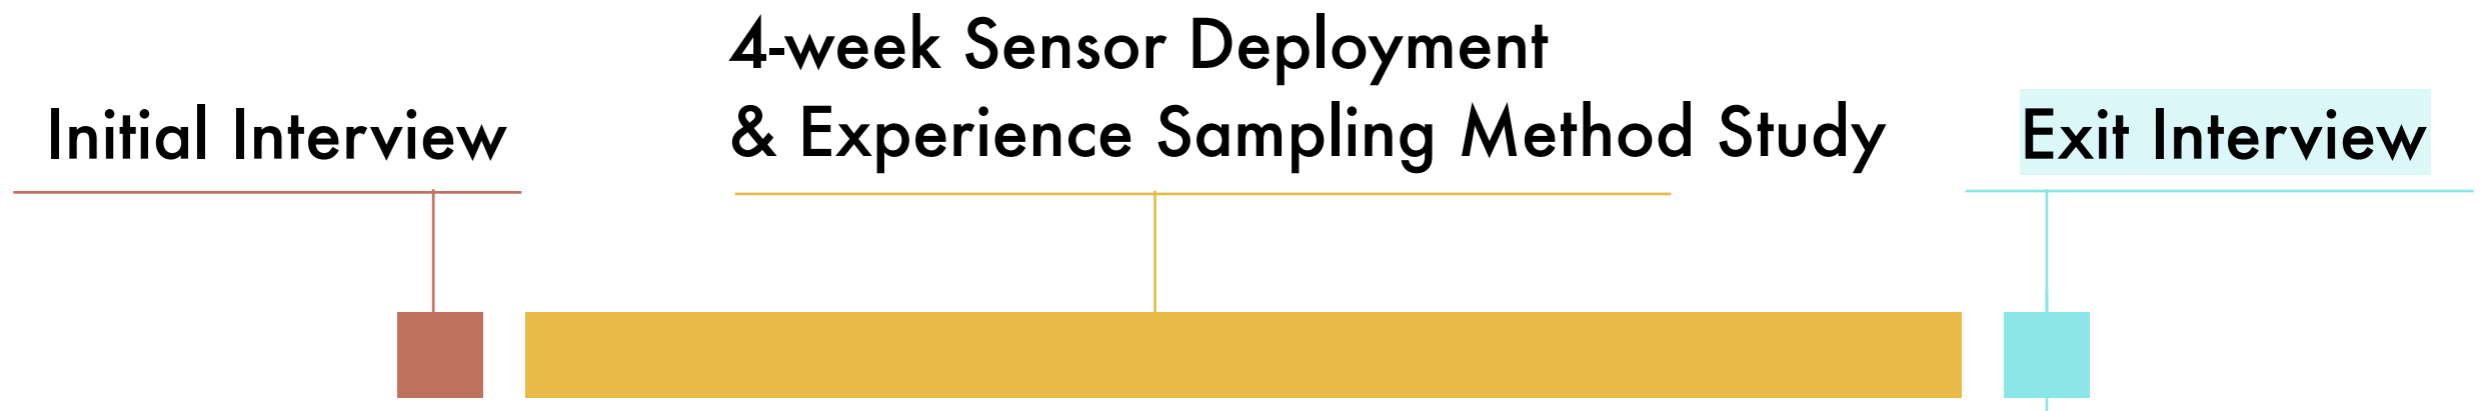 Initial Interview
4-week Sensor Deployment
& Experience Sampling Method Study
Exit Interview